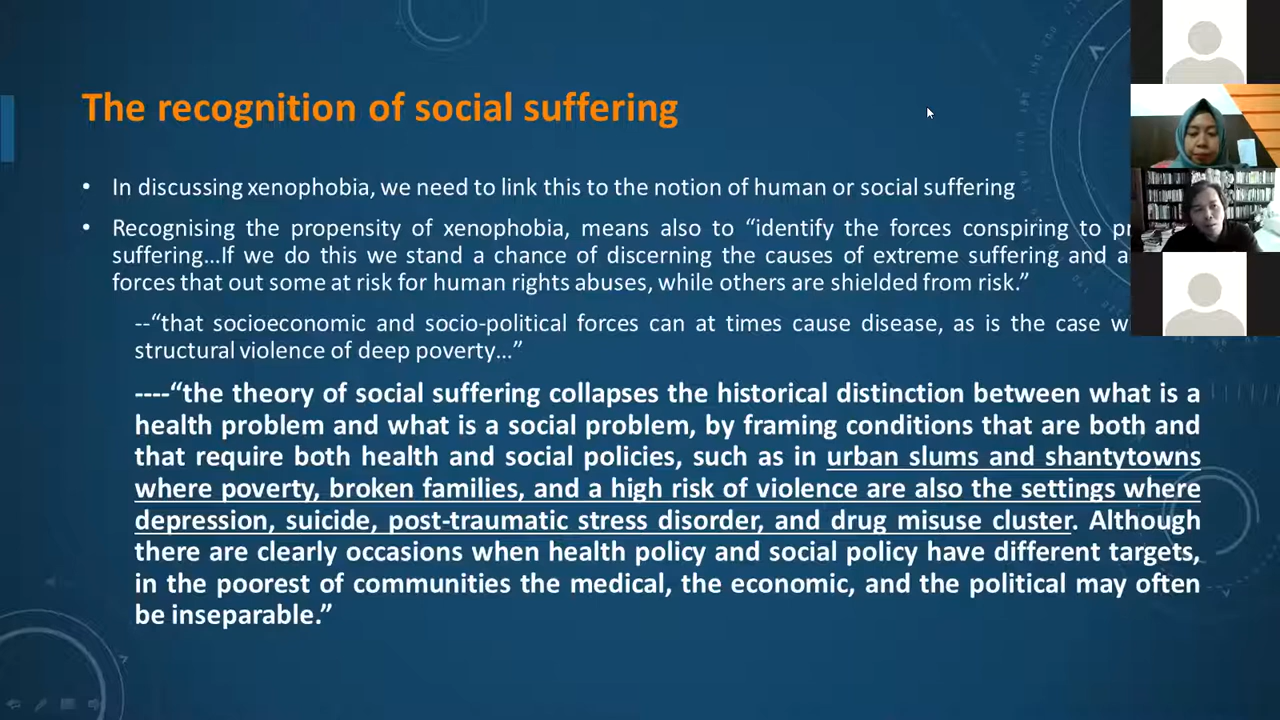 The recognition of social suffering
• In discussing xenophobia, we need to link this to the notion of human or social suffering
• Recognising the propensity of xenophobia, means also to “identify the forces conspiring to
suffering…If we do this we stand a chance of discerning the causes of extreme suffering and
forces that out some at risk for human rights abuses, while others are shielded from risk.”
--“that socioeconomic and socio-political forces can at times cause disease, as is the case
structural violence of deep poverty…”
----“the theory of social suffering collapses the historical distinction between what is a
health problem and what is a social problem, by framing conditions that are both and
that require both health and social policies, such as in urban slums and shantytowns
where poverty, broken families, and a high risk of violence are also the settings where
depression, suicide, post-traumatic stress disorder, and drug misuse cluster. Although
there are clearly occasions when health policy and social policy have different targets,
in the poorest of communities the medical, the economic, and the political may often
be inseparable.”